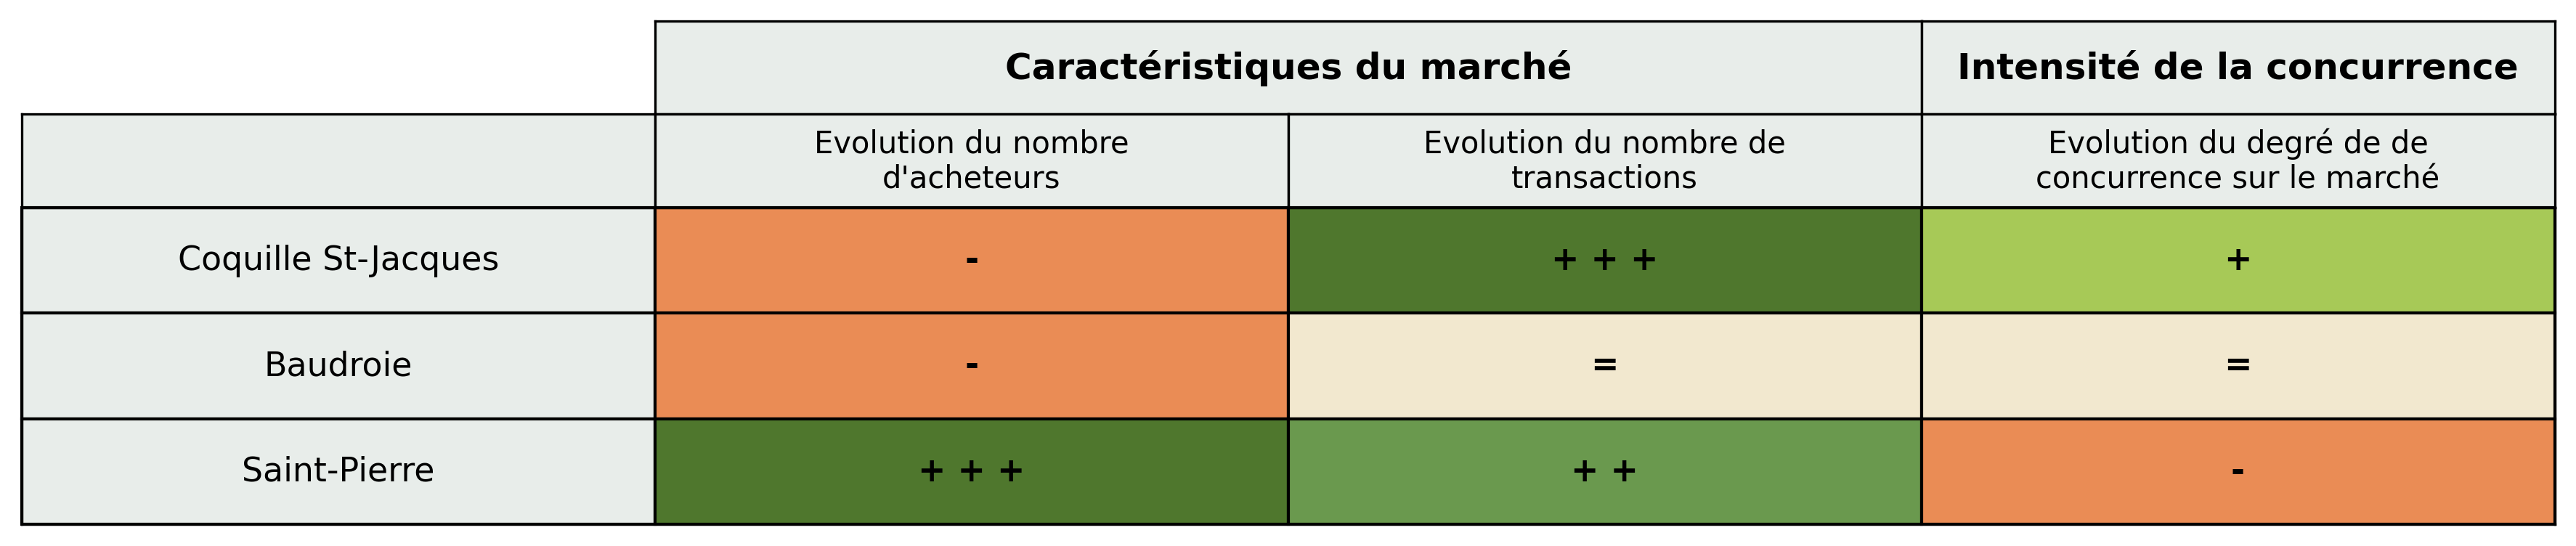 Caractéristiques du marché
Intensité de la concurrence
Evolution du nombre
d'acheteurs
Evolution du nombre de
transactions
Evolution du degré de de
concurrence sur le marché
Coquille St-Jacques
-
+ + +
+
Baudroie
-
=
=
Saint-Pierre
+ + +
+ +
-